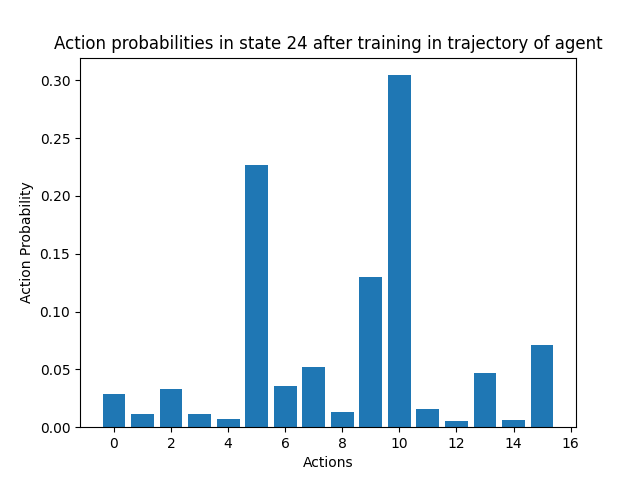 Action probabilities in state 24 after training in trajectory of agent
0.30
0.25
0.20
0.15
0.10
0.05
0.00
Action Probability
0 2 4 6 8 10 12 14 16
Actions